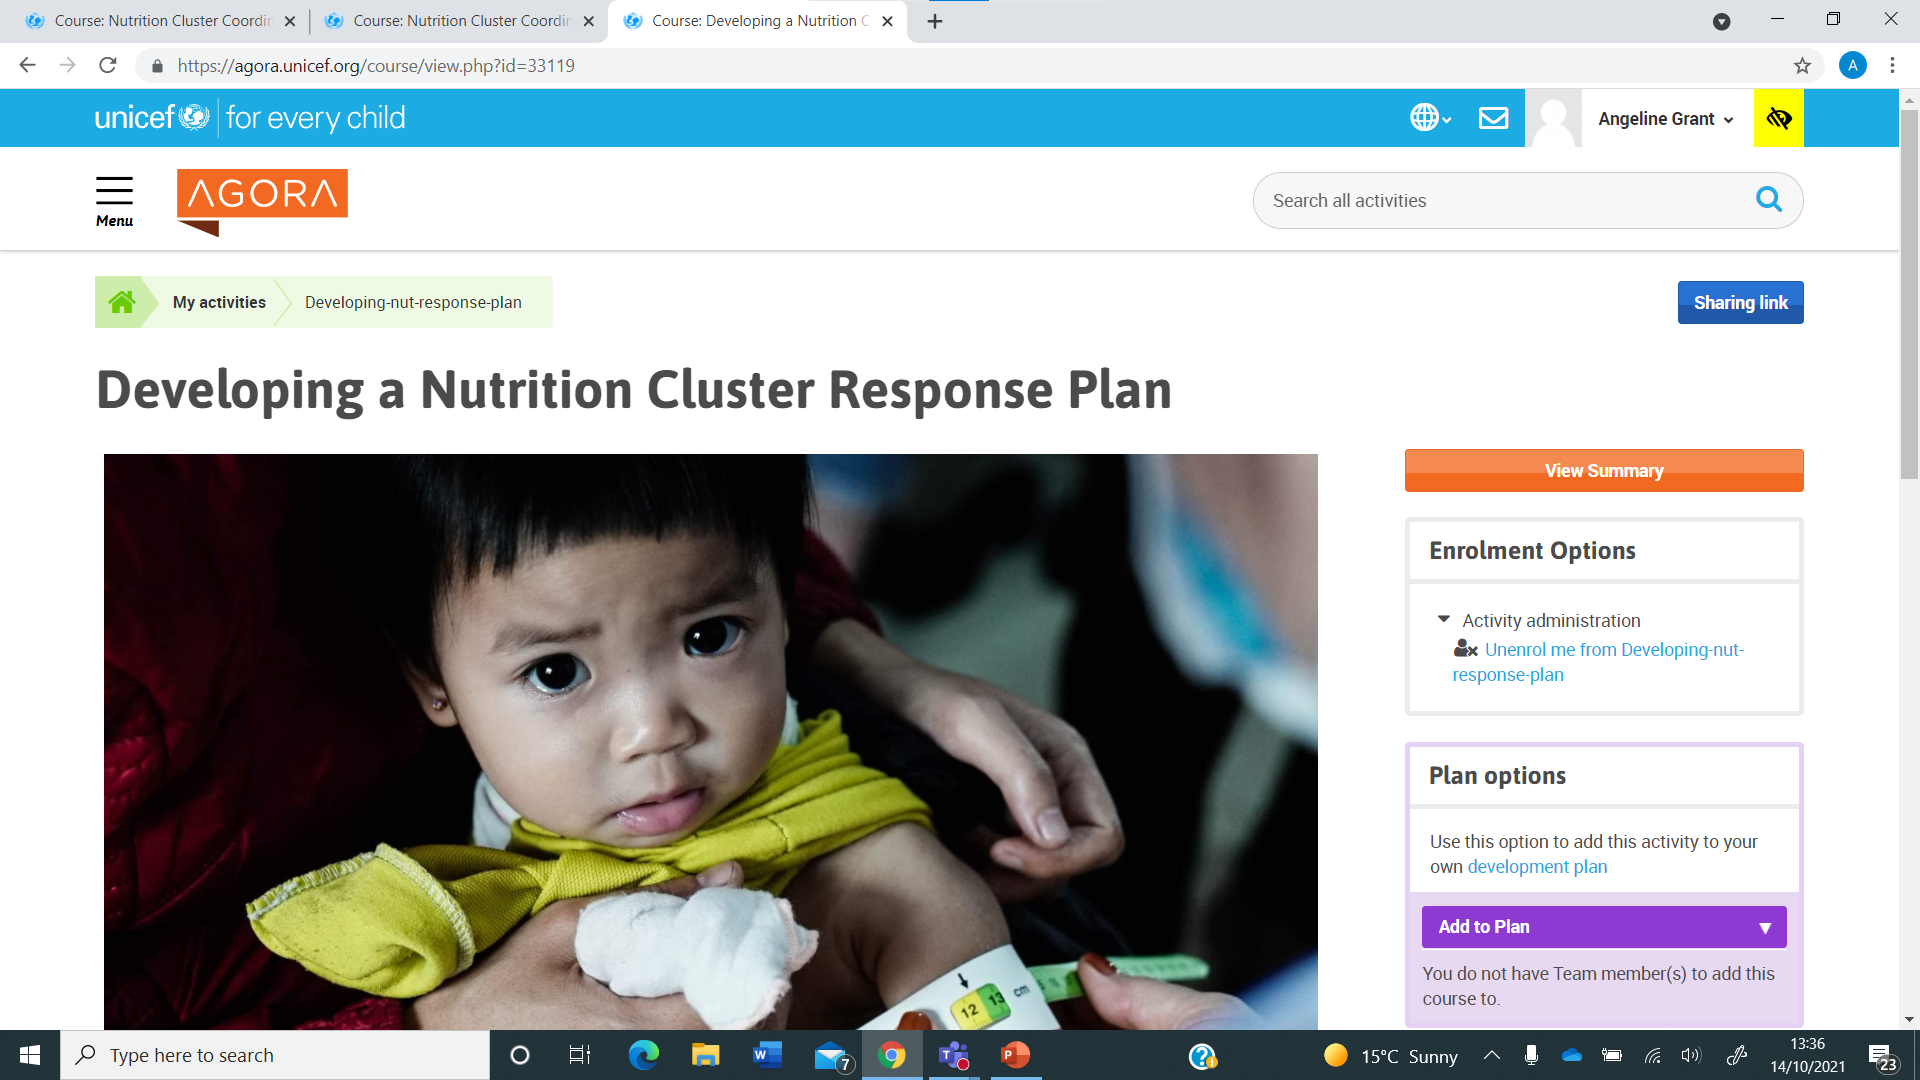 Course: Nutrition Cluster Coordin
Course: Nutrition Cluster Coordin
Course: Developing a Nutrition C
https://agora.unicef.org/course/view.php?id=33119
A
unicef for every child
Angeline Grant
Menu
AGORA
Search all activities
My activities
Developing-nut-response-plan
Sharing link
Developing a Nutrition Cluster Response Plan
View Summary
Enrolment Options
Activity administration
Unenrol me from Developing-nut-
response-plan
Plan options
Use this option to add this activity to your
own development plan
Add to Plan
You do not have Team member(s) to add this
course to.
12 13 cm
Type here to search
7
15°C Sunny
13:36
14/10/2021
23